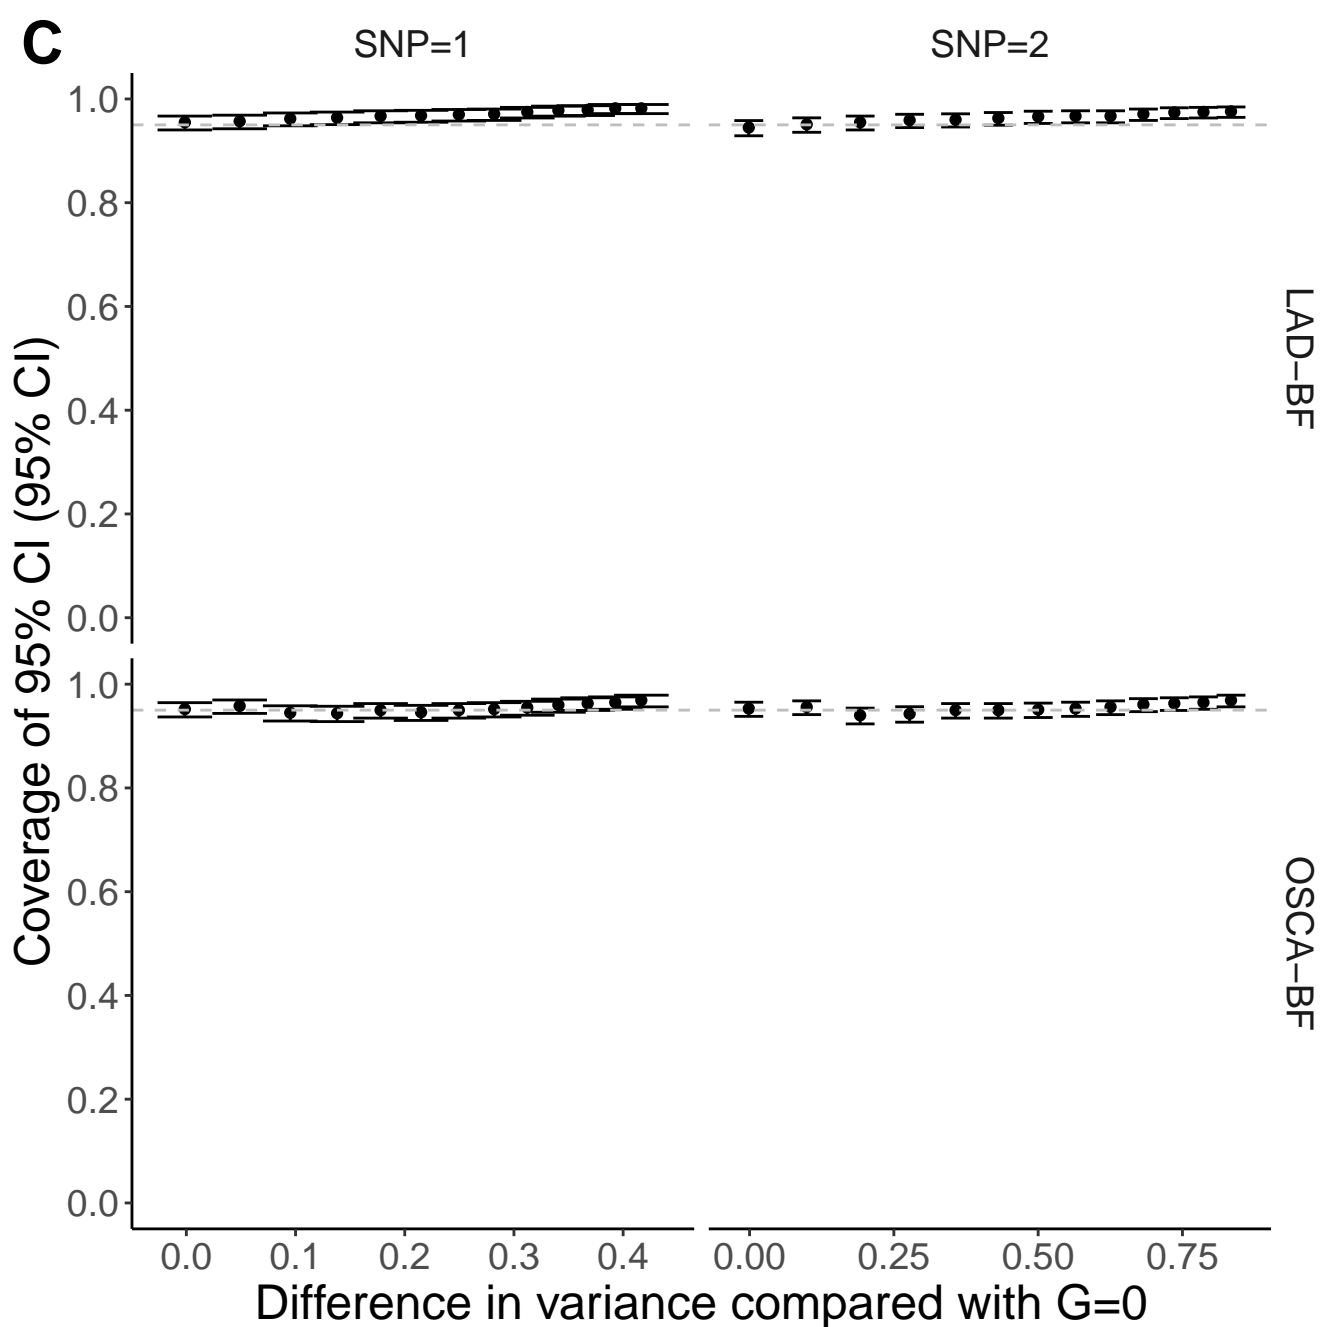 C
SNP=1
SNP=2
1.0
0.8
0.6
0.4
0.2
0.0
LAD−BF
1.0
0.8
0.6
0.4
0.2
0.0
OSCA−BF
Coverage of 95% CI (95% CI)
0.0 0.1 0.2 0.3 0.4
0.00 0.25 0.50 0.75
Difference in variance compared with G=0